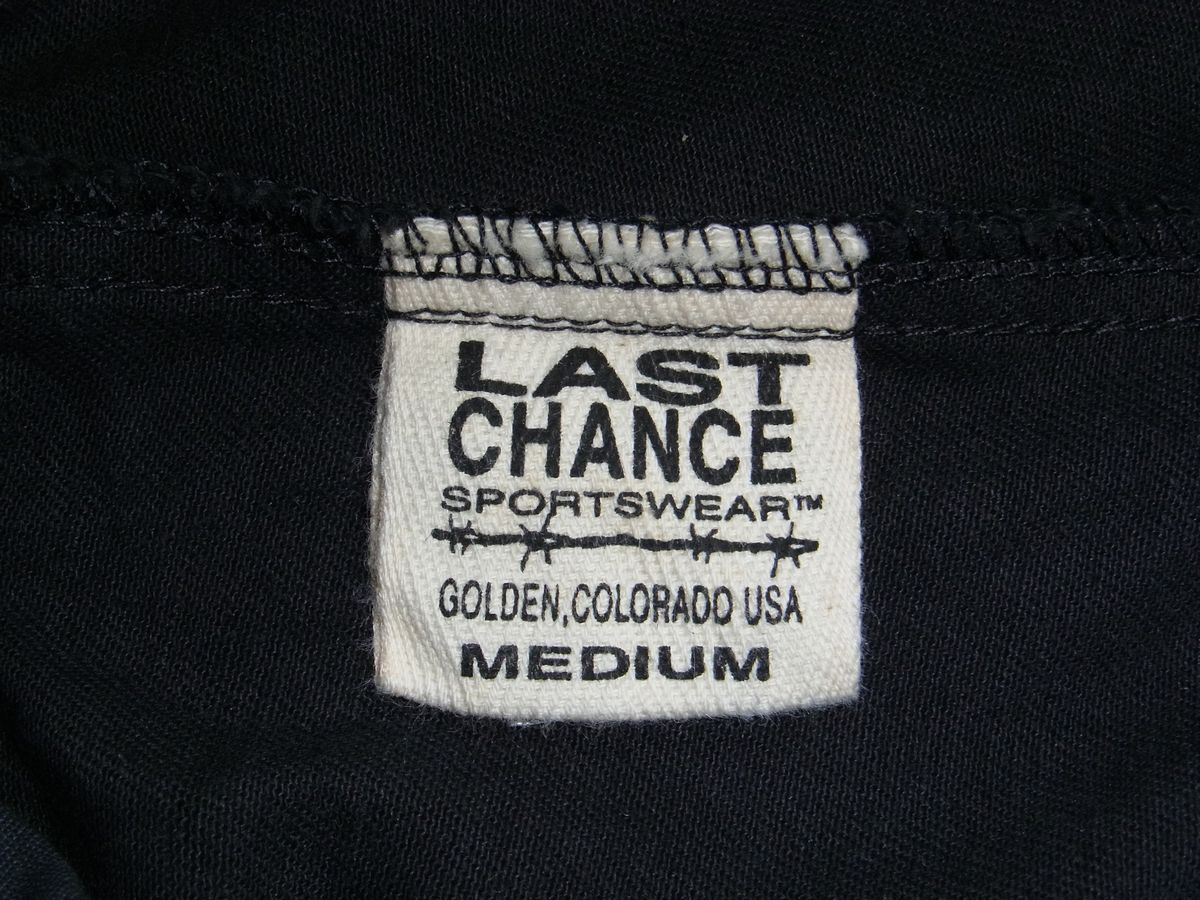 LAST
CHANCE
SPORTSWEAR™
GOLDEN, COLORADO USA
MEDIUM